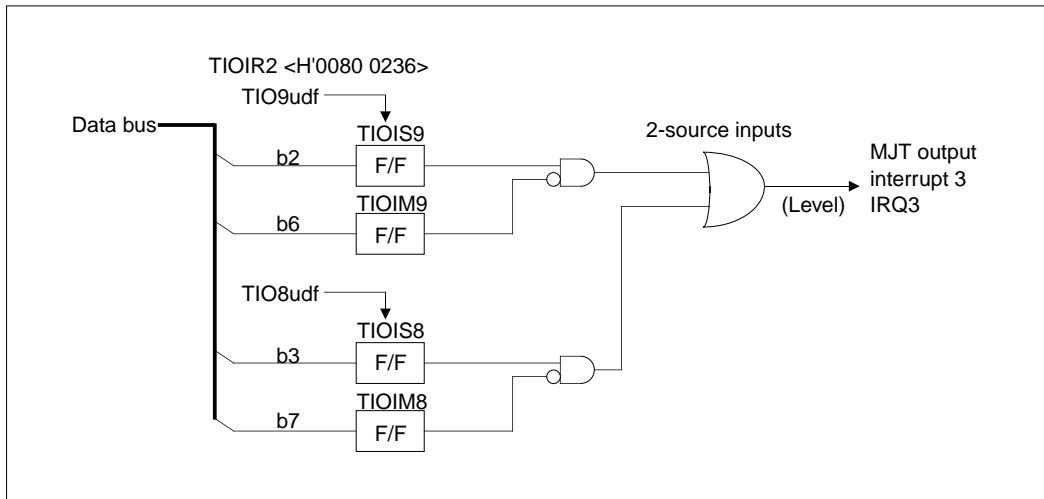 TIOIR2 <H'0080 0236>
TIO9udf
Data bus
TIOIS9
2-source inputs
b2
F/F
MJT output
interrupt 3
IRQ3
(Level)
TIOIM9
b6
F/F
TIO8udf
TIOIS8
b3
F/F
TIOIM8
b7
F/F